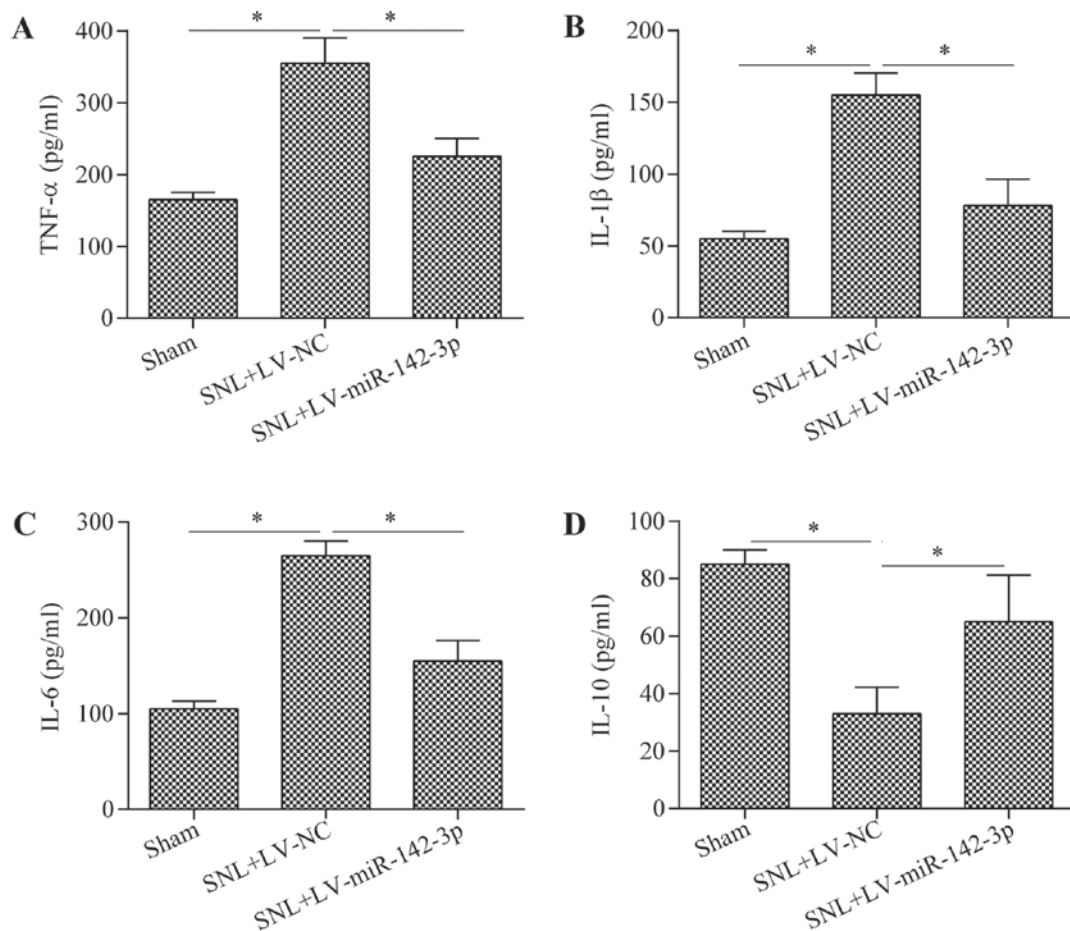 A
TNF-α (pg/ml)
400
300
200
100
0
*
*
Sham
SNL+LV-NC
SNL+LV-miR-142-3p
B
IL-1β (pg/ml)
200
150
100
50
0
*
*
Sham
SNL+LV-NC
SNL+LV-miR-142-3p
C
IL-6 (pg/ml)
300
200
100
0
*
*
Sham
SNL+LV-NC
SNL+LV-miR-142-3p
D
IL-10 (pg/ml)
100
80
60
40
20
0
*
*
Sham
SNL+LV-NC
SNL+LV-miR-142-3p